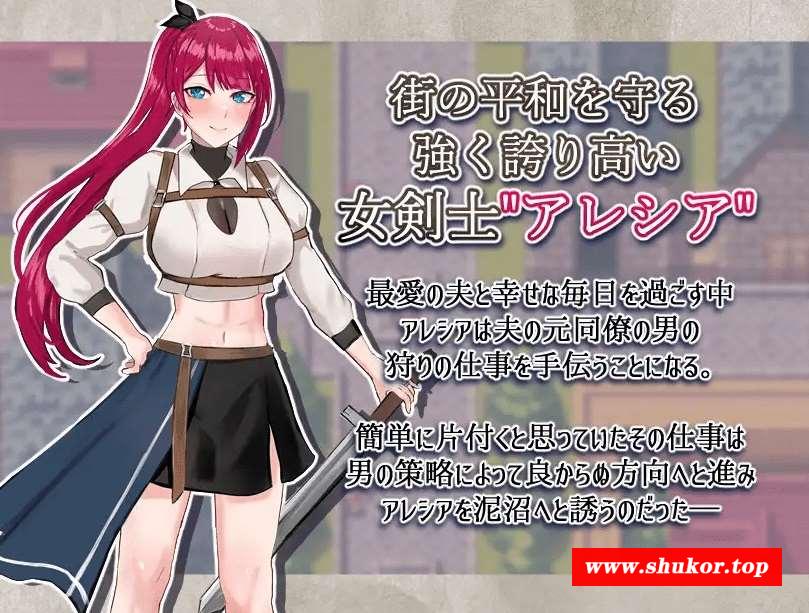 街の平和を守る
強く誇り高い
女剣士"アレシア"
最愛の夫と幸せな毎日を過ごす中
アレシアは夫の元同僚の男の
狩りの仕事を手伝うことになる。
簡単に片付くと思っていたその仕事は
男の策略によって良からぬ方向へと進み
アレシアを泥沼へと誘うのだった―
www.shukor.top